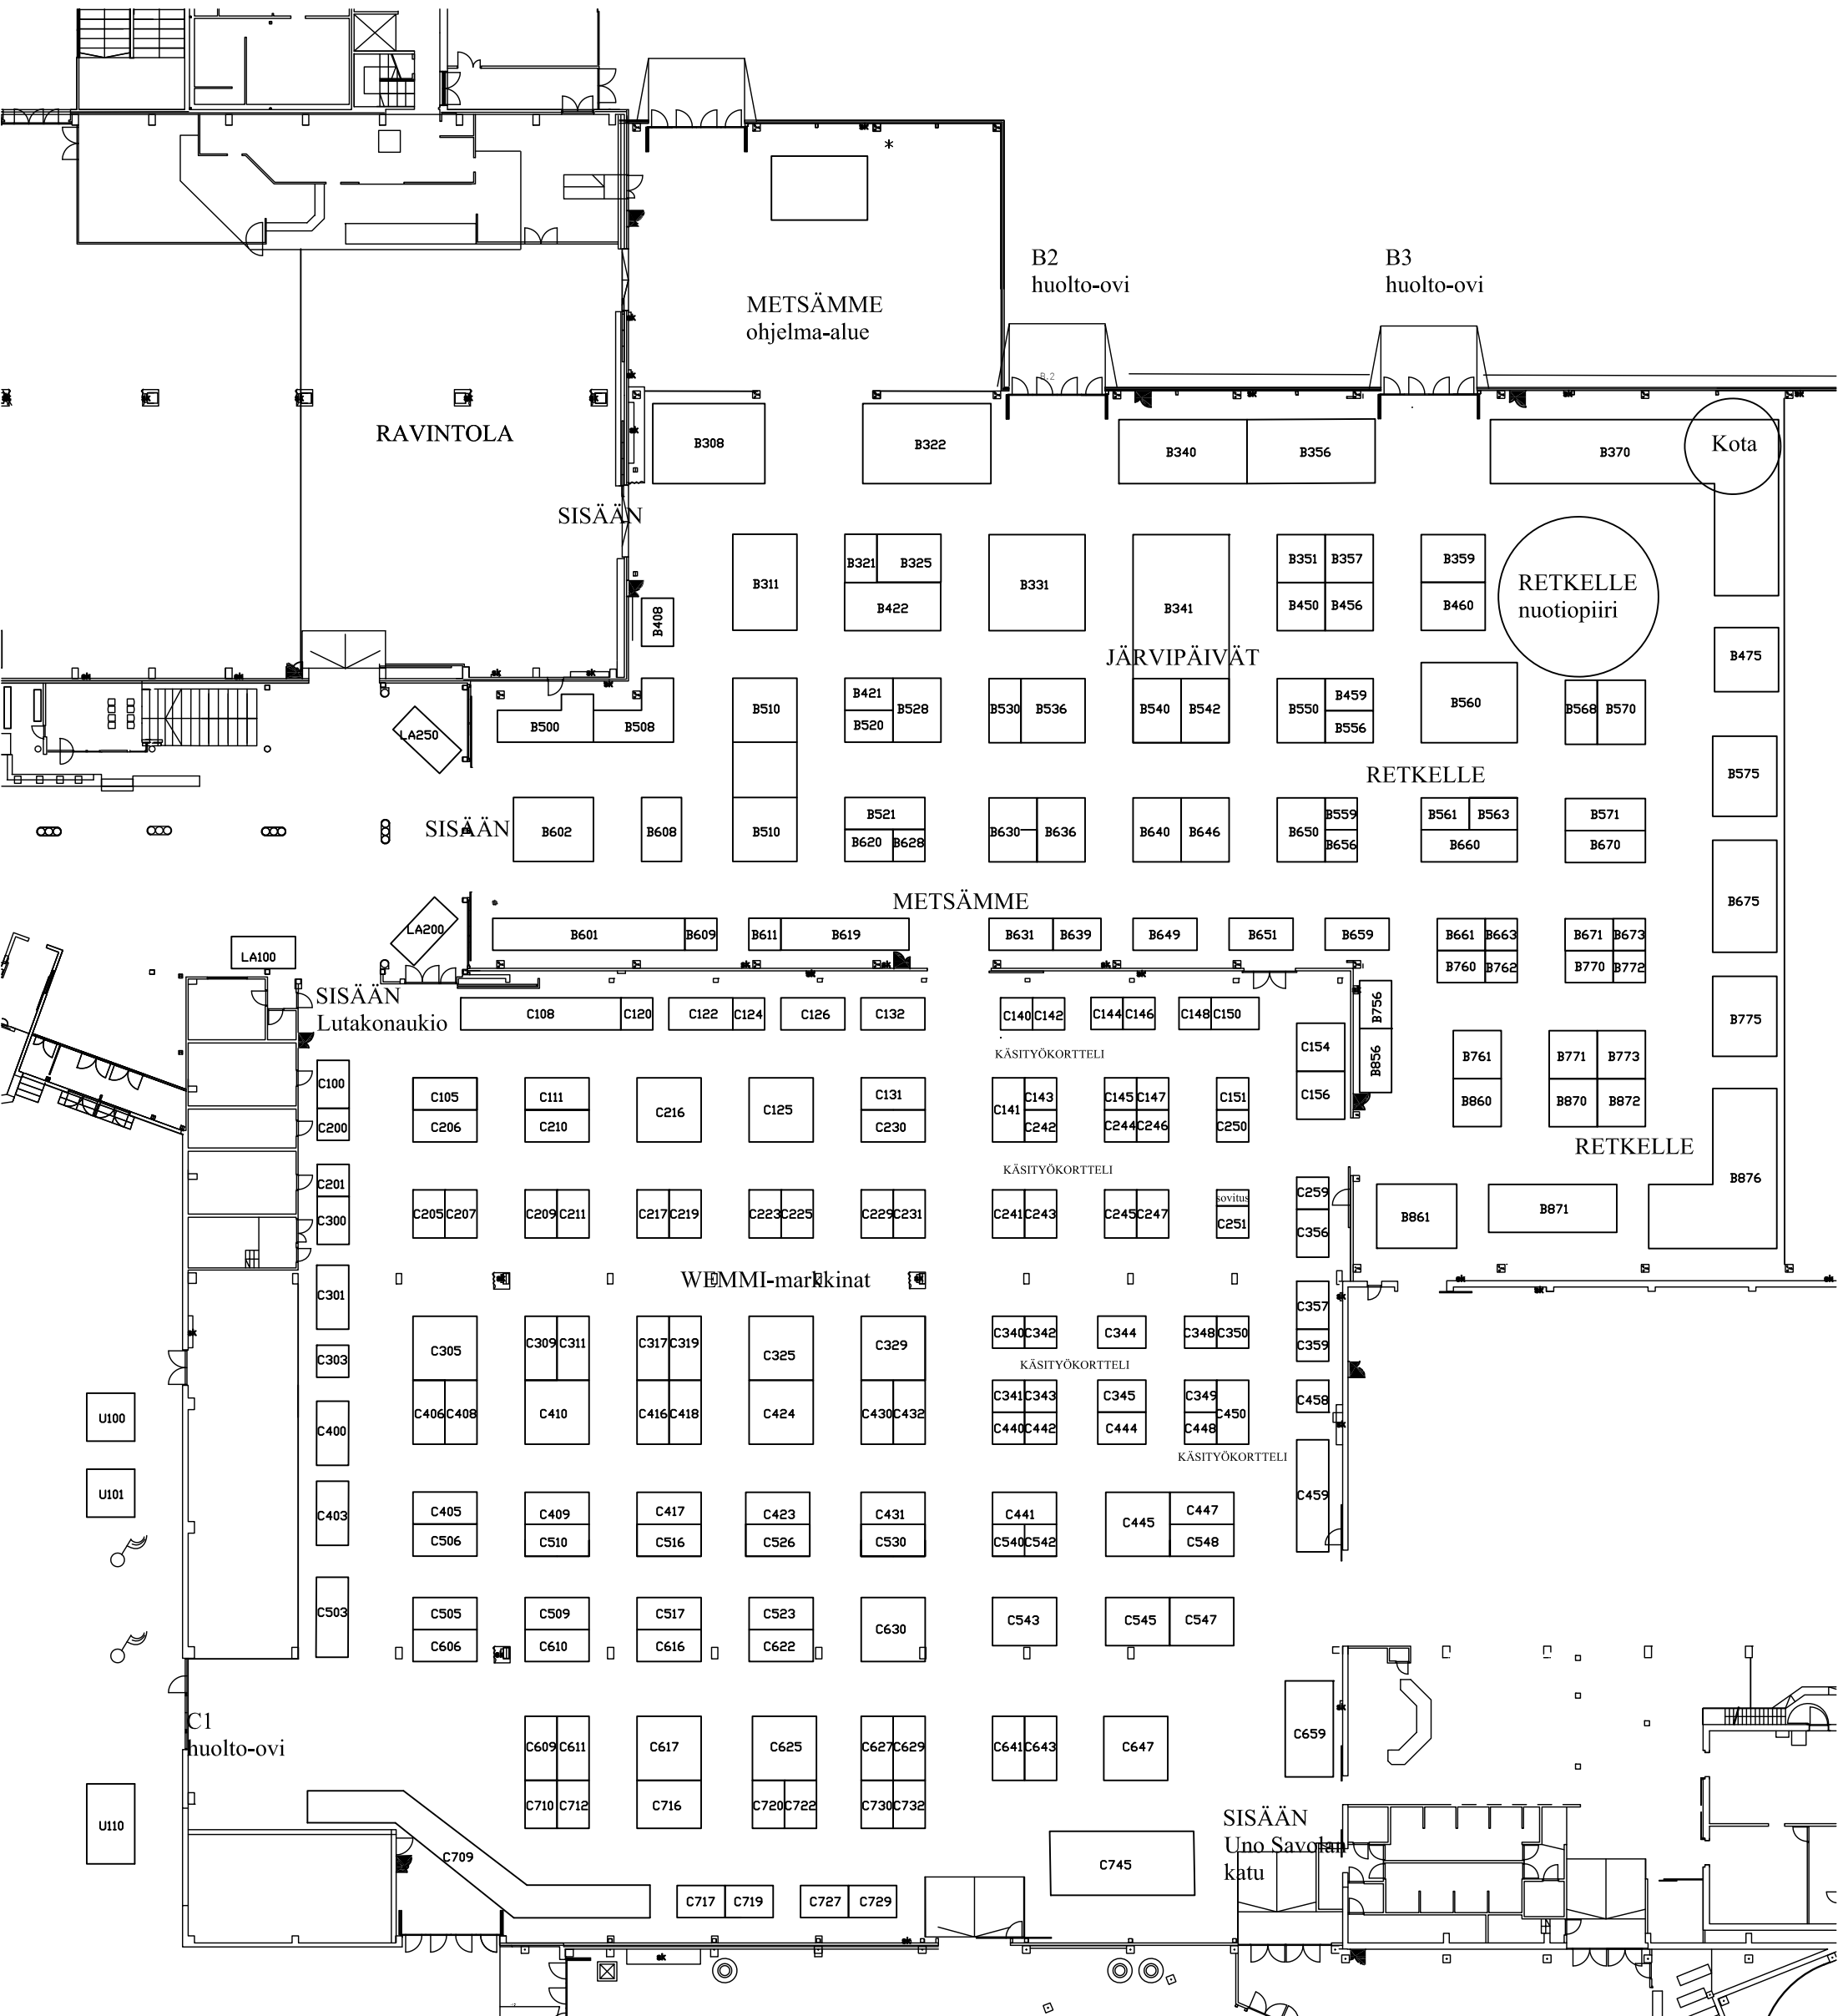 B2
huolto-ovi
B3
huolto-ovi
METSÄMME
ohjelma-alue
B.2
RAVINTOLA
B308
B322
B340
B356
B370
Kota
SISÄÄN
B311
B321
B325
B422
B331
B341
B351
B357
B450
B456
B359
B460
RETKELLE
nuotiopiiri
B408
JÄRVIPÄIVÄT
B475
LA250
B500
B508
B510
B421
B520
B528
B530
B536
B540
B542
B550
B459
B556
B560
B568
B570
RETKELLE
B575
SISÄÄN
B602
B608
B510
B521
B620
B628
B630
B636
B640
B646
B650
B559
B656
B561
B563
B660
B571
B670
METSÄMME
B675
LA200
LA100
B601
B609
B611
B619
B631
B639
B649
B651
B659
B661
B663
B760
B762
B671
B673
B770
B772
SISÄÄN
Lutakonaukio
C108
C120
C122
C124
C126
C132
C140
C142
C144
C146
C148
C150
B756
B856
B775
KÄSITYÖKORTTELI
C154
C156
B761
B860
B771
B773
B870
B872
C100
C200
C105
C206
C111
C210
C216
C125
C131
C230
C141
C143
C242
C145
C147
C244
C246
C151
C250
RETKELLE
KÄSITYÖKORTTELI
B876
C201
C300
C205
C207
C209
C211
C217
C219
C223
C225
C229
C231
C241
C243
C245
C247
sovitus
C251
C259
C356
B861
B871
WEMMI-markkinat
C301
C303
C305
C309
C311
C317
C319
C325
C329
C340
C342
C344
C348
C350
C357
C359
KÄSITYÖKORTTELI
C406
C408
C410
C416
C418
C424
C430
C432
C341
C343
C440
C442
C345
C444
C349
C448
C450
C458
KÄSITYÖKORTTELI
U100
C400
U101
C403
C405
C506
C409
C510
C417
C516
C423
C526
C431
C530
C441
C540
C542
C445
C447
C548
C459
C503
C505
C606
C509
C610
C517
C616
C523
C622
C630
C543
C545
C547
C1
huolto-ovi
C609
C611
C710
C712
C617
C716
C625
C720
C722
C627
C629
C730
C732
C641
C643
C647
C659
U110
C709
C717
C719
C727
C729
C745
SISÄÄN
Uno Savolan
katu